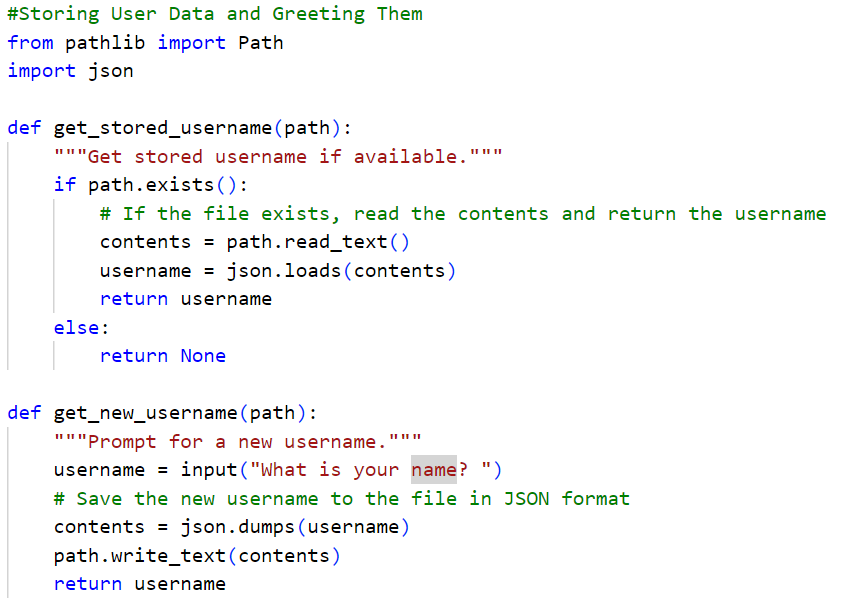 #Storing User Data and Greeting Them
from pathlib import Path
import json

def get_stored_username(path):
    """Get stored username if available."""
    if path.exists():
        # If the file exists, read the contents and return the username
        contents = path.read_text()
        username = json.loads(contents)
        return username
    else:
        return None

def get_new_username(path):
    """Prompt for a new username."""
    username = input("What is your name? ")
    # Save the new username to the file in JSON format
    contents = json.dumps(username)
    path.write_text(contents)
    return username